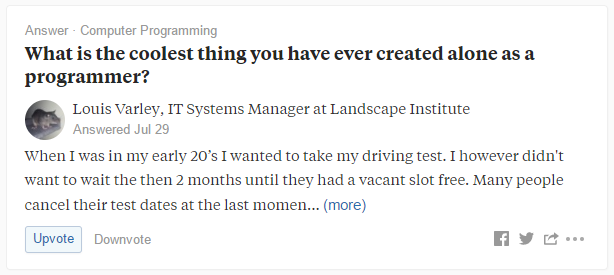 Answer · Computer Programming
What is the coolest thing you have ever created alone as a
programmer?
Louis Varley, IT Systems Manager at Landscape Institute
Answered Jul 29
When I was in my early 20’s I wanted to take my driving test. I however didn't
want to wait the then 2 months until they had a vacant slot free. Many people
cancel their test dates at the last momen... (more)
Upvote Downvote